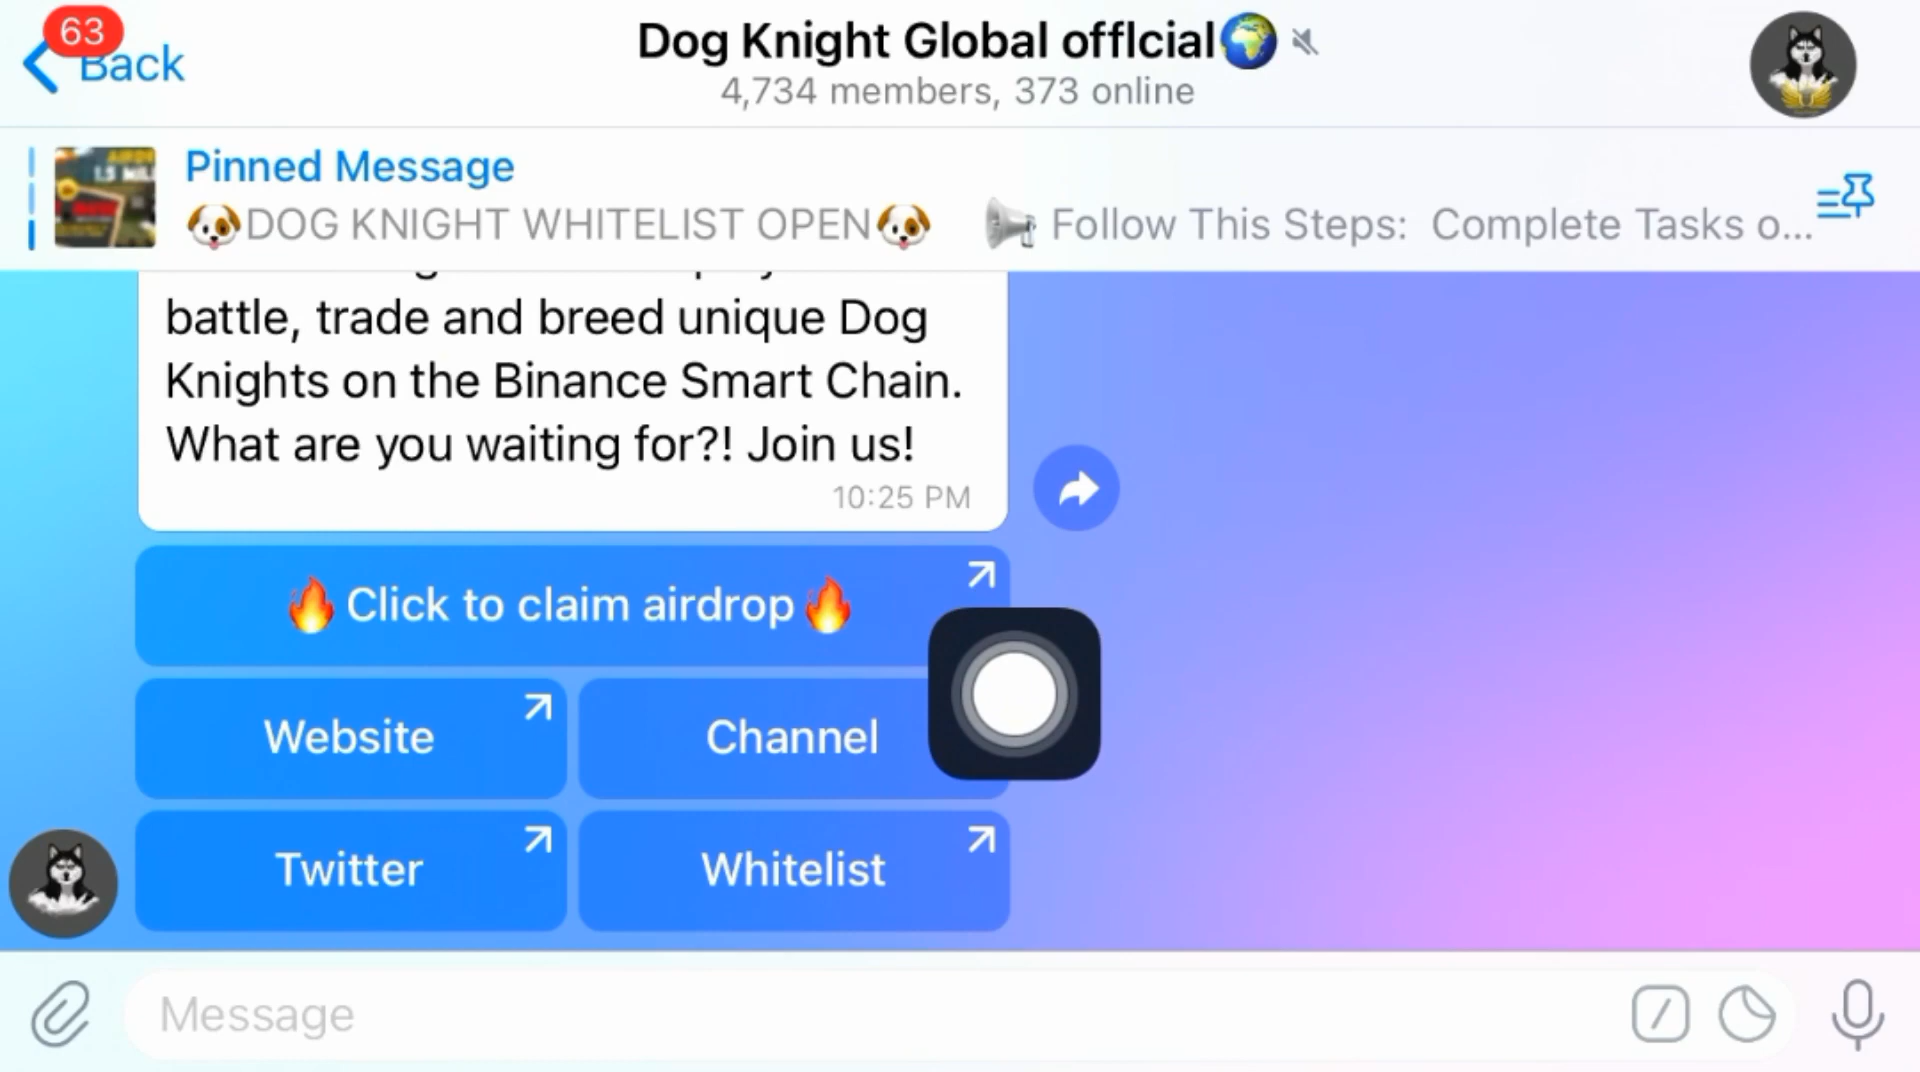 63
Back
Dog Knight Global offlcial
4,734 members, 373 online
Pinned Message
DOG KNIGHT WHITELIST OPEN Follow This Steps: Complete Tasks o...
battle, trade and breed unique Dog
Knights on the Binance Smart Chain.
What are you waiting for?! Join us!
10:25 PM
Click to claim airdrop
Website
Channel
Twitter
Whitelist
Message